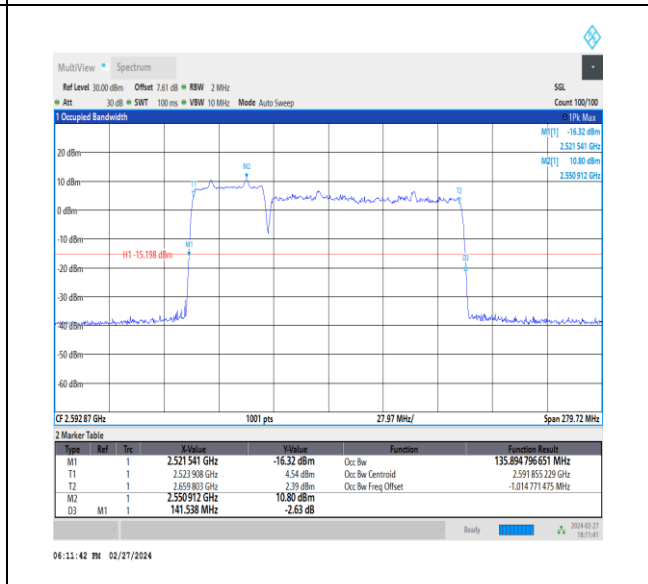 MultiView Spectrum
Ref Level 30.00 dBm Offset 7.61 dB RBW 2 MHz SGL
Att 30 dB SWT 100 ms VBW 10 MHz Mode Auto Sweep Count 100/100
1 Occupied Bandwidth 1Pk Max
M1[1] -16.32 dBm
2.521 541 GHz
M2[1] 10.80 dBm
2.550 912 GHz
20 dBm
M2
T1
T2
10 dBm
0 dBm
-10 dBm
M1
H1 -15.198 dBm
D3
-20 dBm
-30 dBm
-40 dBm
-50 dBm
-60 dBm
CF 2.592 87 GHz 1001 pts 27.97 MHz/ Span 279.72 MHz
2 Marker Table
Type Ref Trc X-Value Y-Value Function Function Result
M1 1 2.521 541 GHz -16.32 dBm Occ Bw 135.894 796 651 MHz
T1 1 2.523 908 GHz 4.54 dBm Occ Bw Centroid 2.591 855 229 GHz
T2 1 2.659 803 GHz 2.39 dBm Occ Bw Freq Offset -1.014 771 475 MHz
M2 1 2.550 912 GHz 10.80 dBm
D3 M1 1 141.538 MHz -2.63 dB
Ready 2024-02-27
18:11:41
06:11:42 PM 02/27/2024